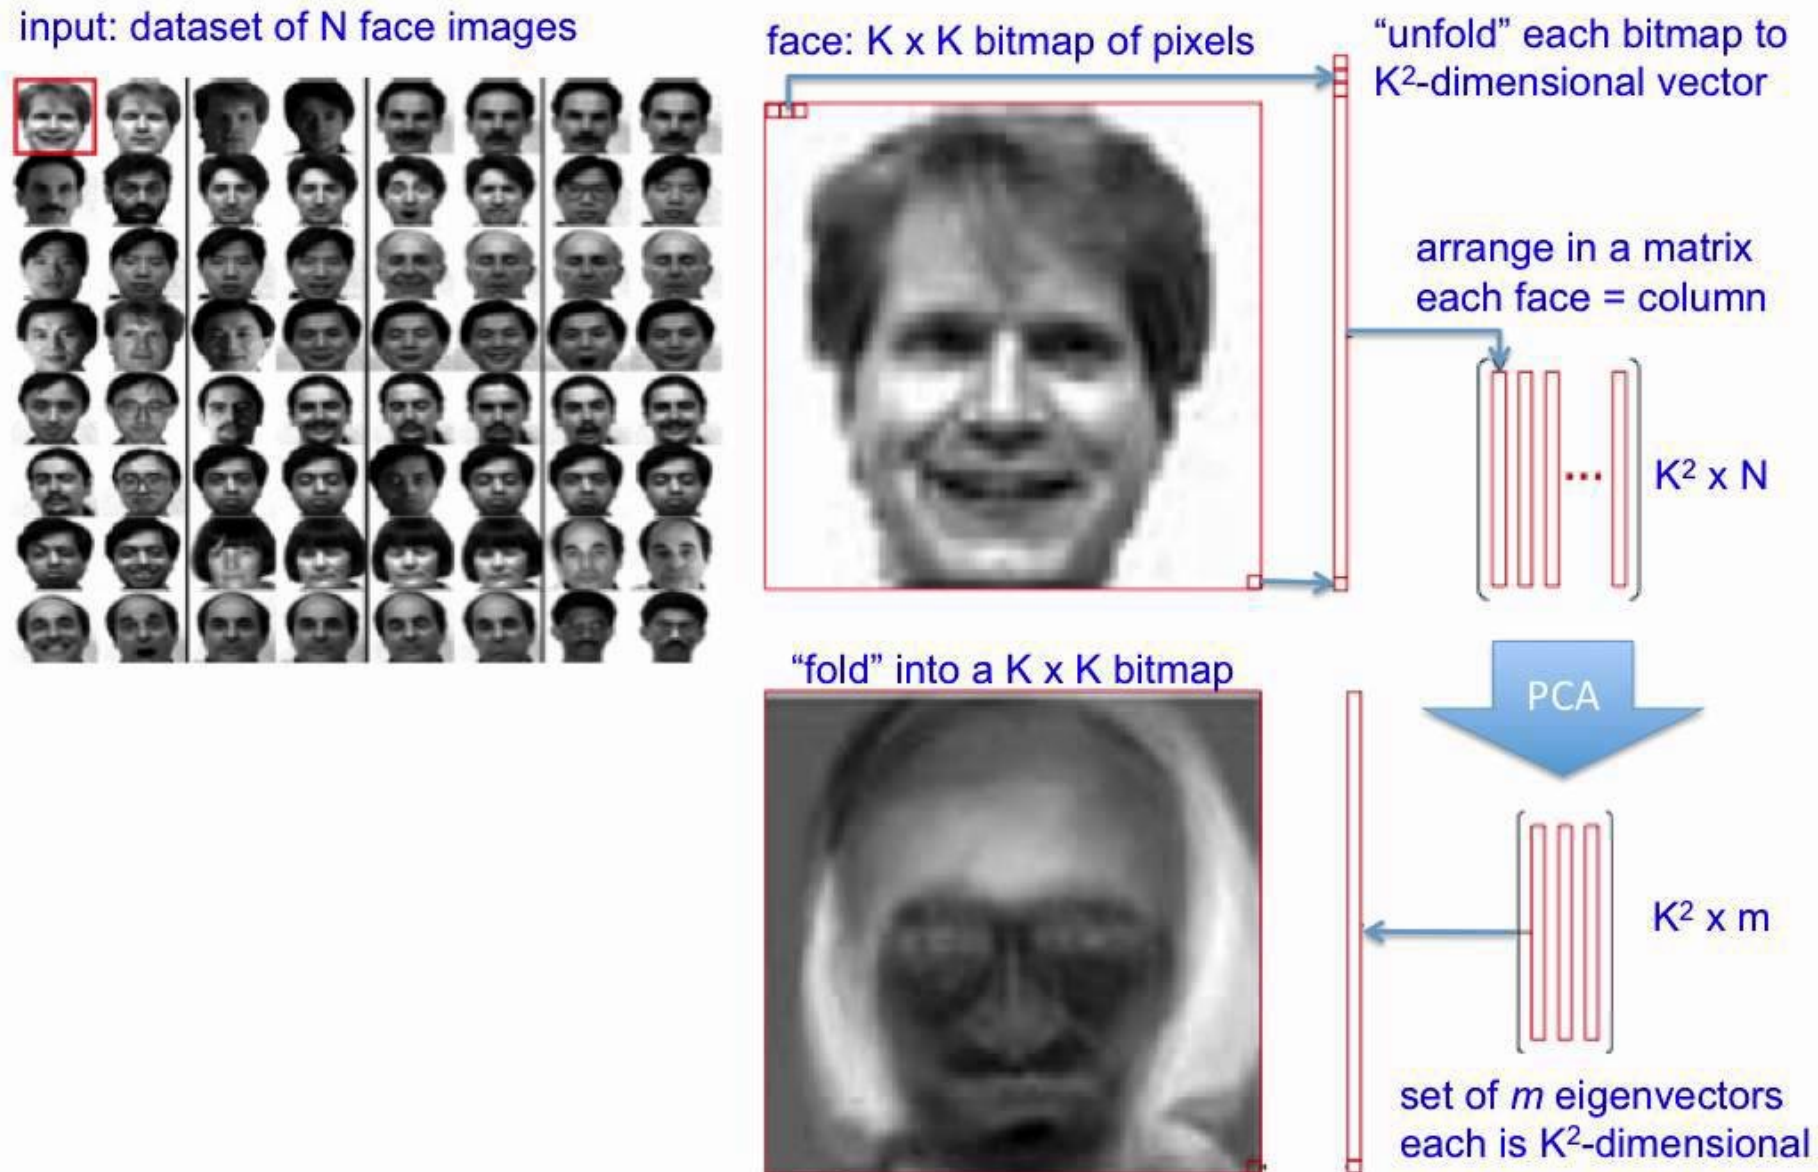 input: dataset of N face images
face: K x K bitmap of pixels
“unfold” each bitmap to
K²-dimensional vector
arrange in a matrix
each face = column
...
K² x N
PCA
“fold” into a K x K bitmap
K² x m
set of m eigenvectors
each is K²-dimensional